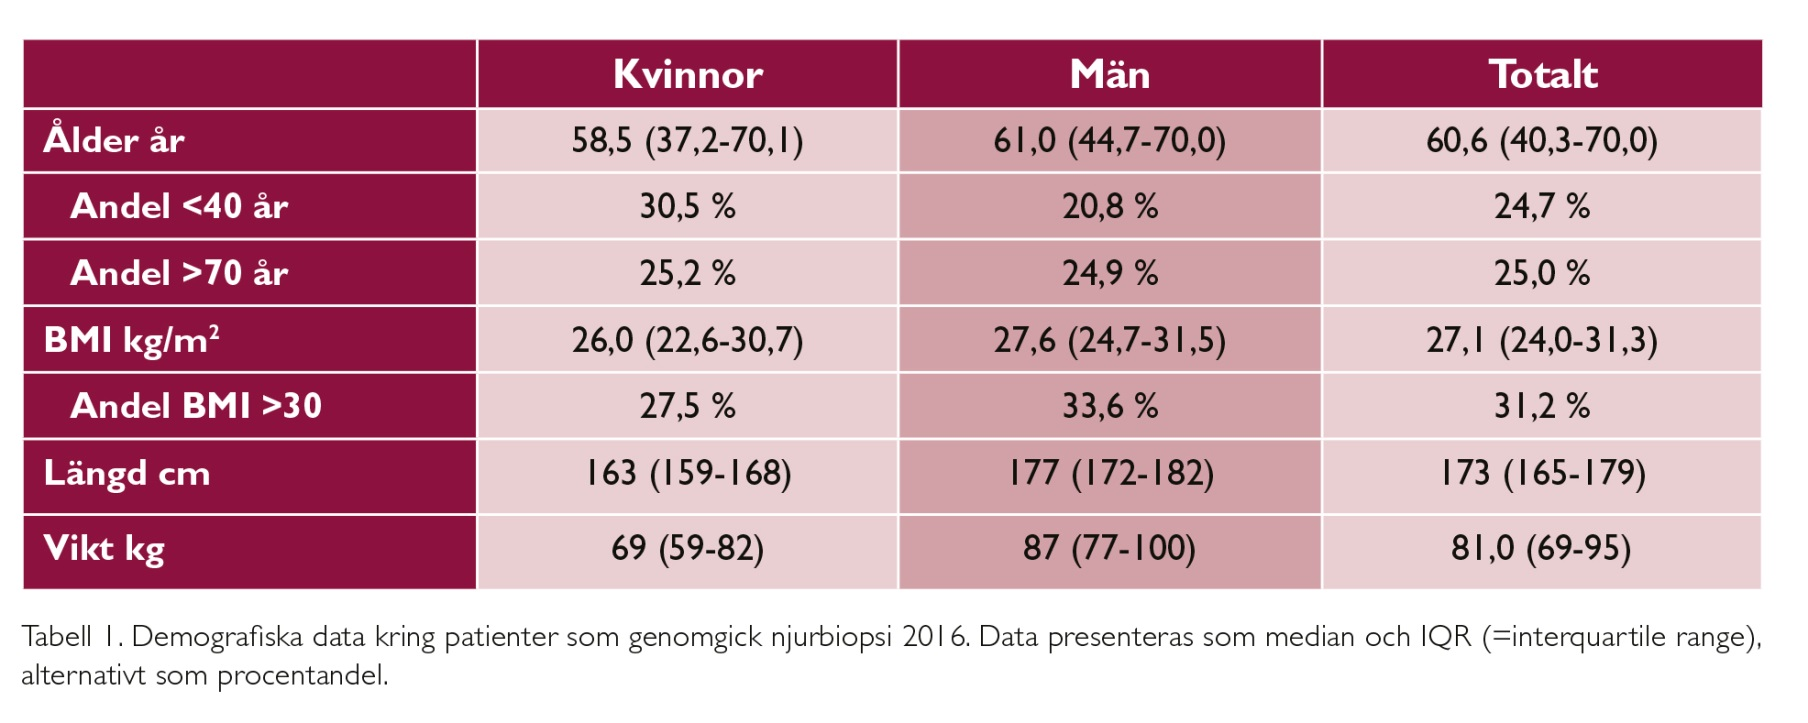 Kvinnor Män Totalt
Ålder år 58,5 (37,2-70,1) 61,0 (44,7-70,0) 60,6 (40,3-70,0)
Andel <40 år 30,5 % 20,8 % 24,7 %
Andel >70 år 25,2 % 24,9 % 25,0 %
BMI kg/m² 26,0 (22,6-30,7) 27,6 (24,7-31,5) 27,1 (24,0-31,3)
Andel BMI >30 27,5 % 33,6 % 31,2 %
Längd cm 163 (159-168) 177 (172-182) 173 (165-179)
Vikt kg 69 (59-82) 87 (77-100) 81,0 (69-95)
Tabell 1. Demografiska data kring patienter som genomgick njurbiopsi 2016. Data presenteras som median och IQR (=interquartile range),
alternativt som procentandel.